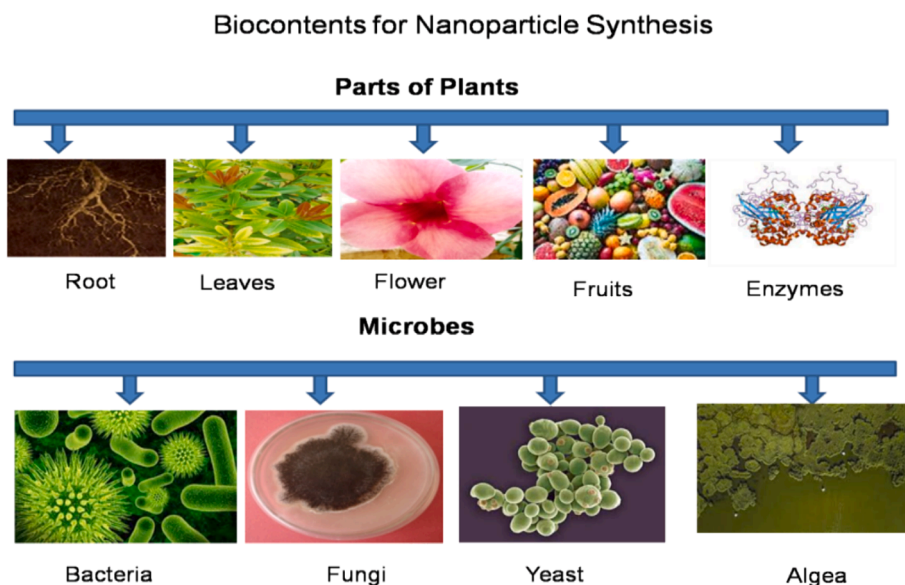 Biocontents for Nanoparticle Synthesis
Parts of Plants
Root
Leaves
Flower
Fruits
Enzymes
Microbes
Bacteria
Fungi
Yeast
Algea